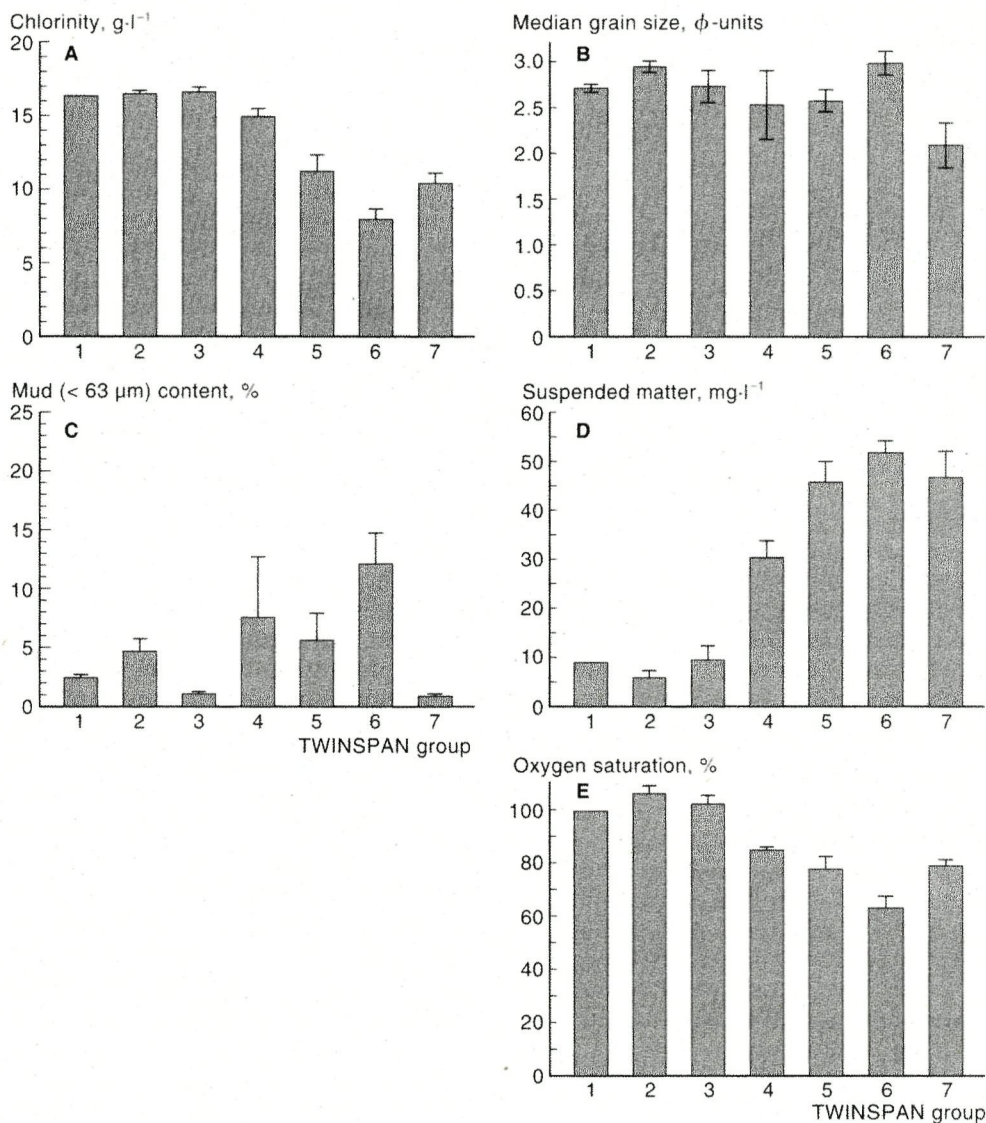 Chlorinity, g·l⁻¹
A
20
15
10
5
0
1 2 3 4 5 6 7
Median grain size, ϕ-units
B
3.0
2.5
2.0
1.5
1.0
0.5
0
1 2 3 4 5 6 7
Mud (< 63 µm) content, %
C
25
20
15
10
5
0
1 2 3 4 5 6 7
TWINSPAN group
Suspended matter, mg·l⁻¹
D
60
50
40
30
20
10
0
1 2 3 4 5 6 7
Oxygen saturation, %
E
100
80
60
40
20
0
1 2 3 4 5 6 7
TWINSPAN group